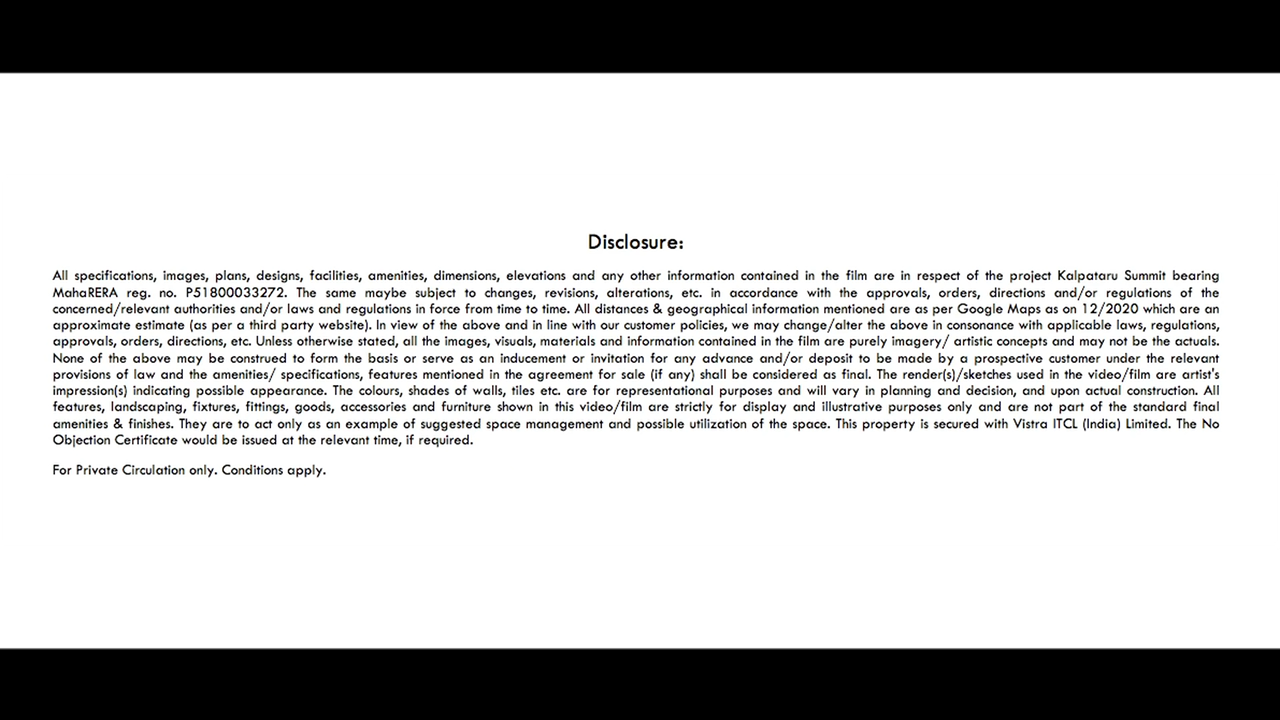 Disclosure:
All specifications, images, plans, designs, facilities, amenities, dimensions, elevations and any other information contained in the film are in respect of the project Kalpataru Summit bearing
MahaRERA reg. no. P51800033272. The same maybe subject to changes, revisions, alterations, etc. in accordance with the approvals, orders, directions and/or regulations of the
concerned/relevant authorities and/or laws and regulations in force from time to time. All distances & geographical information mentioned are as per Google Maps as on 12/2020 which are an
approximate estimate (as per a third party website). In view of the above and in line with our customer policies, we may change/alter the above in consonance with applicable laws, regulations,
approvals, orders, directions, etc. Unless otherwise stated, all the images, visuals, materials and information contained in the film are purely imagery/ artistic concepts and may not be the actuals.
None of the above may be construed to form the basis or serve as an inducement or invitation for any advance and/or deposit to be made by a prospective customer under the relevant
provisions of law and the amenities/ specifications, features mentioned in the agreement for sale (if any) shall be considered as final. The render(s)/sketches used in the video/film are artist's
impression(s) indicating possible appearance. The colours, shades of walls, tiles etc. are for representational purposes and will vary in planning and decision, and upon actual construction. All
features, landscaping, fixtures, fittings, goods, accessories and furniture shown in this video/film are strictly for display and illustrative purposes only and are not part of the standard final
amenities & finishes. They are to act only as an example of suggested space management and possible utilization of the space. This property is secured with Vistra ITCL (India) Limited. The No
Objection Certificate would be issued at the relevant time, if required.
For Private Circulation only. Conditions apply.